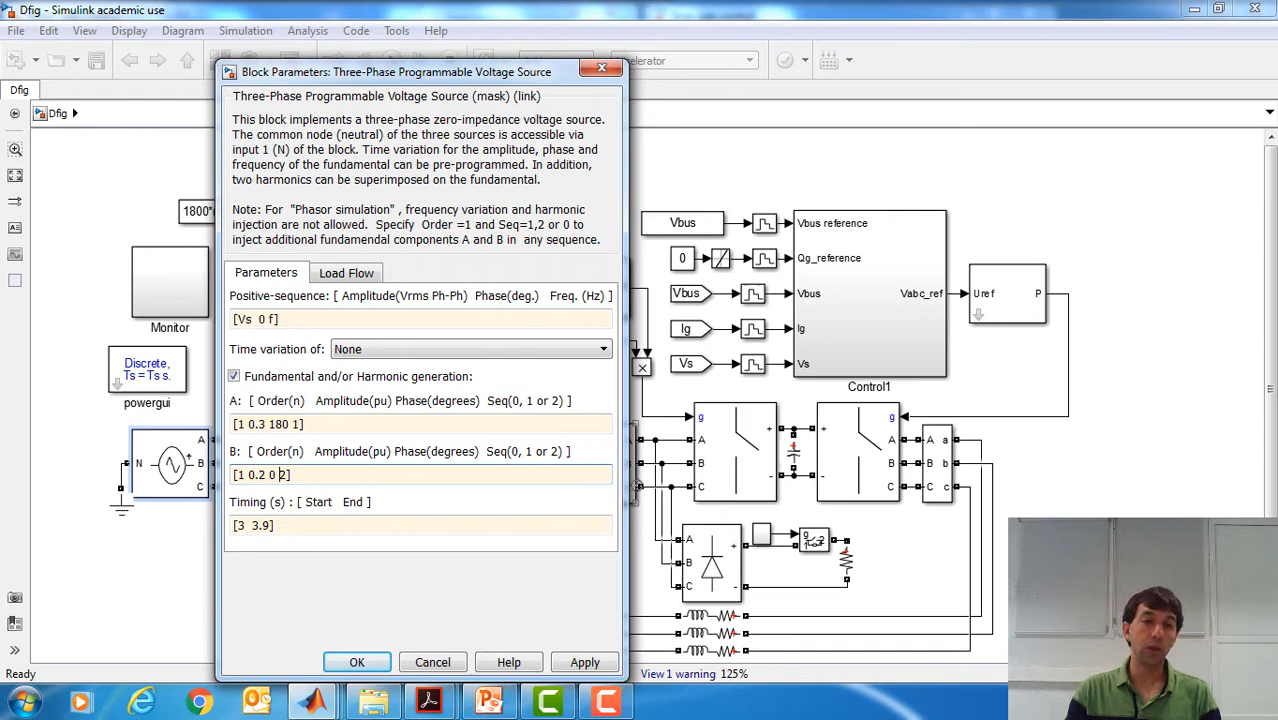 Dfig - Simulink academic use
File Edit View Display Diagram Simulation Analysis Code Tools Help
Dfig
Dfig
Block Parameters: Three-Phase Programmable Voltage Source
Three-Phase Programmable Voltage Source (mask) (link)
This block implements a three-phase zero-impedance voltage source.
The common node (neutral) of the three sources is accessible via
input 1 (N) of the block. Time variation for the amplitude, phase and
frequency of the fundamental can be pre-programmed. In addition,
two harmonics can be superimposed on the fundamental.
Note: For "Phasor simulation" , frequency variation and harmonic
injection are not allowed. Specify Order =1 and Seq=1,2 or 0 to
inject additional fundamendal components A and B in any sequence.
Parameters Load Flow
Positive-sequence: [ Amplitude(Vrms Ph-Ph) Phase(deg.) Freq. (Hz) ]
[Vs 0 f]
Time variation of: None
Fundamental and/or Harmonic generation:
A: [ Order(n) Amplitude(pu) Phase(degrees) Seq(0, 1 or 2) ]
[1 0.3 180 1]
B: [ Order(n) Amplitude(pu) Phase(degrees) Seq(0, 1 or 2) ]
[1 0.2 0 2]
Timing (s) : [ Start End ]
[3 3.9]
OK Cancel Help Apply
Monitor
Discrete,
Ts = Ts s.
powergui
N
A
B
C
Vbus
Vbus reference
0
Qg_reference
Vbus
Vbus
Vabc_ref
Uref
P
Ig
Ig
Vs
Vs
Control1
g
A
B
C
+
-
+
-
g
A
B
C
A
B
C
a
b
c
A
B
C
+
-
g
1
2
Ready
View 1 warning 125%